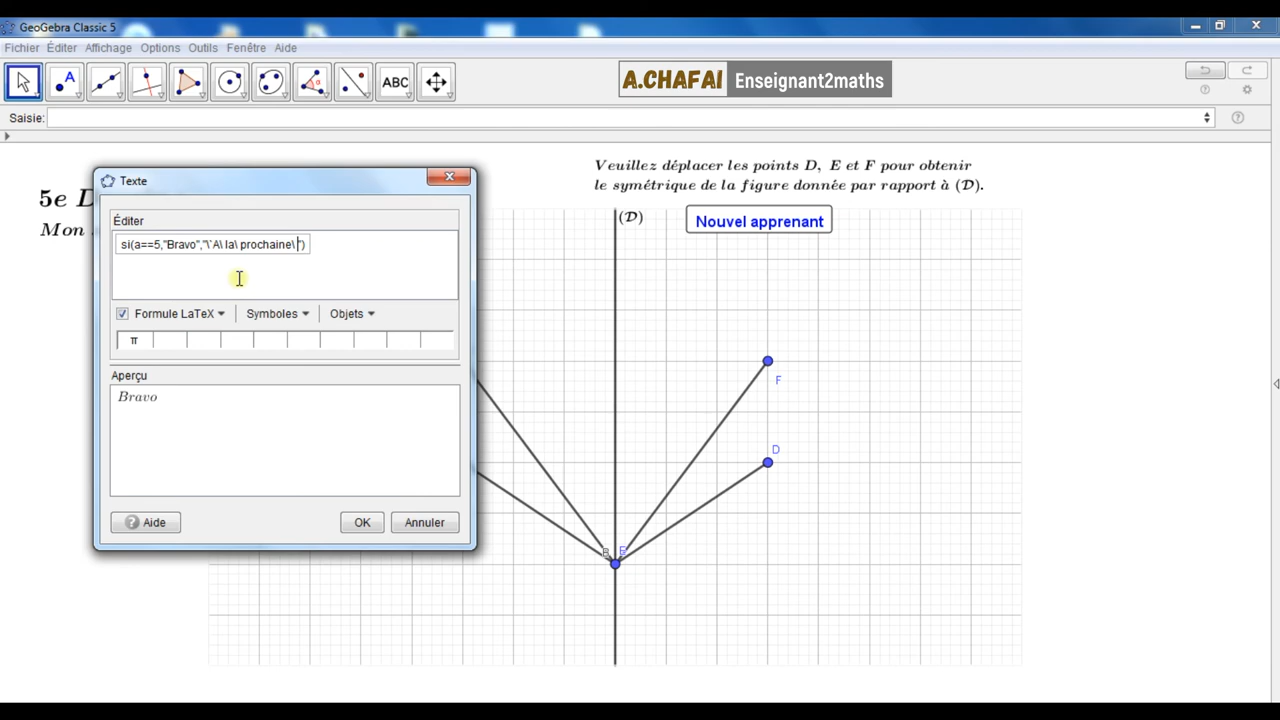 GeoGebra Classic 5
Fichier Éditer Affichage Options Outils Fenêtre Aide
A ABC
A.CHAFAI Enseignant2maths
Saisie:
Veuillez déplacer les points D, E et F pour obtenir
le symétrique de la figure donnée par rapport à (D).
5e D
Mon
Texte
Éditer
si(a==5,"Bravo","\`A\ la\ prochaine\ ")
Formule LaTeX Symboles Objets
π
Aperçu
Bravo
Aide OK Annuler
(D)
Nouvel apprenant
F
D
B E